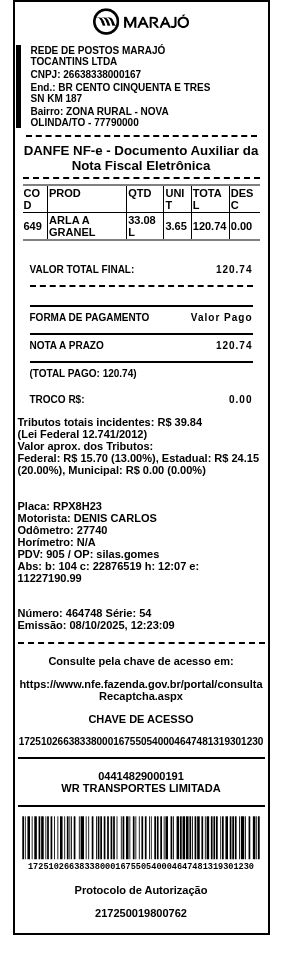 MARAJÓ
REDE DE POSTOS MARAJÓ
TOCANTINS LTDA
CNPJ: 26638338000167
End.: BR CENTO CINQUENTA E TRES
SN KM 187
Bairro: ZONA RURAL - NOVA
OLINDA/TO - 77790000
DANFE NF-e - Documento Auxiliar da
Nota Fiscal Eletrônica
COD PROD QTD UNIT TOTAL DESC
649 ARLA A GRANEL 33.08 L 3.65 120.74 0.00
VALOR TOTAL FINAL: 120.74
FORMA DE PAGAMENTO Valor Pago
NOTA A PRAZO 120.74
(TOTAL PAGO: 120.74)
TROCO R$: 0.00
Tributos totais incidentes: R$ 39.84
(Lei Federal 12.741/2012)
Valor aprox. dos Tributos:
Federal: R$ 15.70 (13.00%), Estadual: R$ 24.15
(20.00%), Municipal: R$ 0.00 (0.00%)
Placa: RPX8H23
Motorista: DENIS CARLOS
Odômetro: 27740
Horímetro: N/A
PDV: 905 / OP: silas.gomes
Abs: b: 104 c: 22876519 h: 12:07 e:
11227190.99
Número: 464748 Série: 54
Emissão: 08/10/2025, 12:23:09
Consulte pela chave de acesso em:
https://www.nfe.fazenda.gov.br/portal/consulta
Recaptcha.aspx
CHAVE DE ACESSO
17251026638338000167550540004647481319301230
04414829000191
WR TRANSPORTES LIMITADA
17251026638338000167550540004647481319301230
Protocolo de Autorização
217250019800762